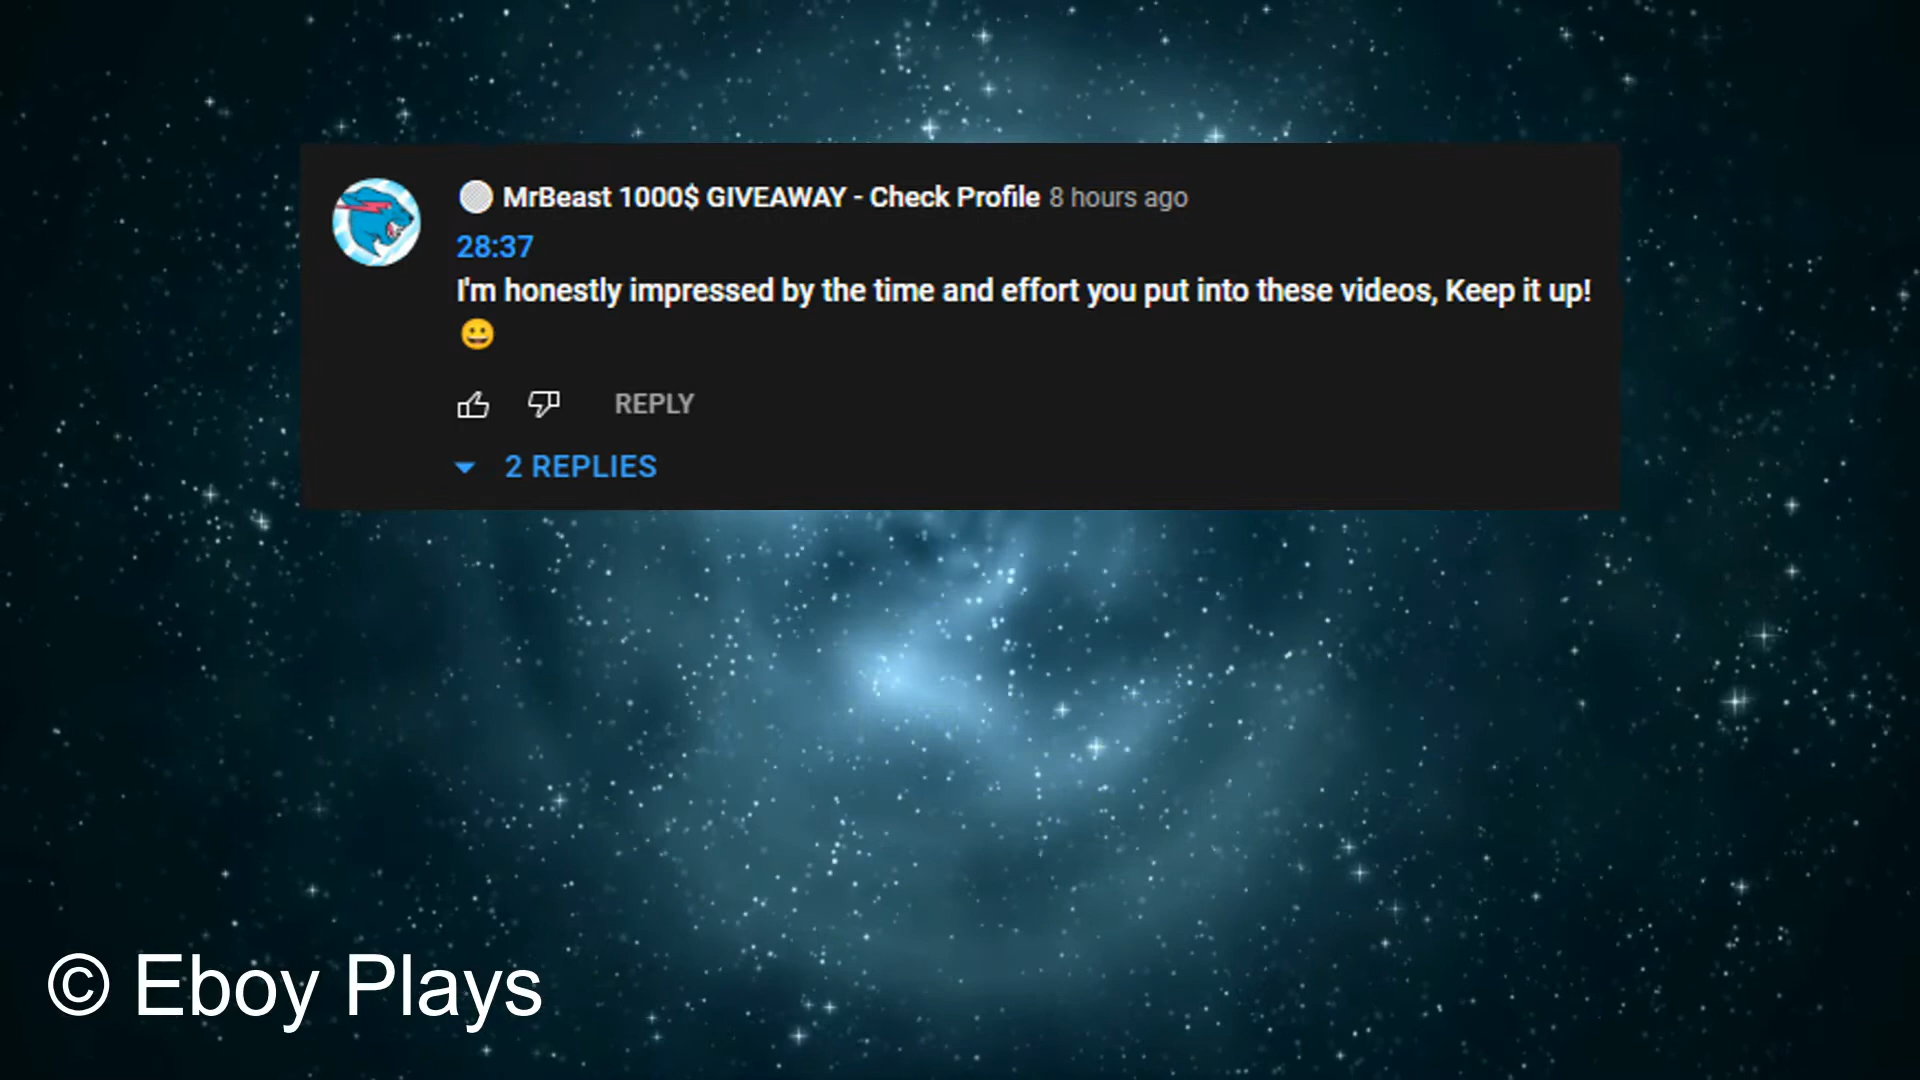 MrBeast 1000$ GIVEAWAY - Check Profile 8 hours ago
28:37
I'm honestly impressed by the time and effort you put into these videos, Keep it up!
😀
REPLY
2 REPLIES
© Eboy Plays